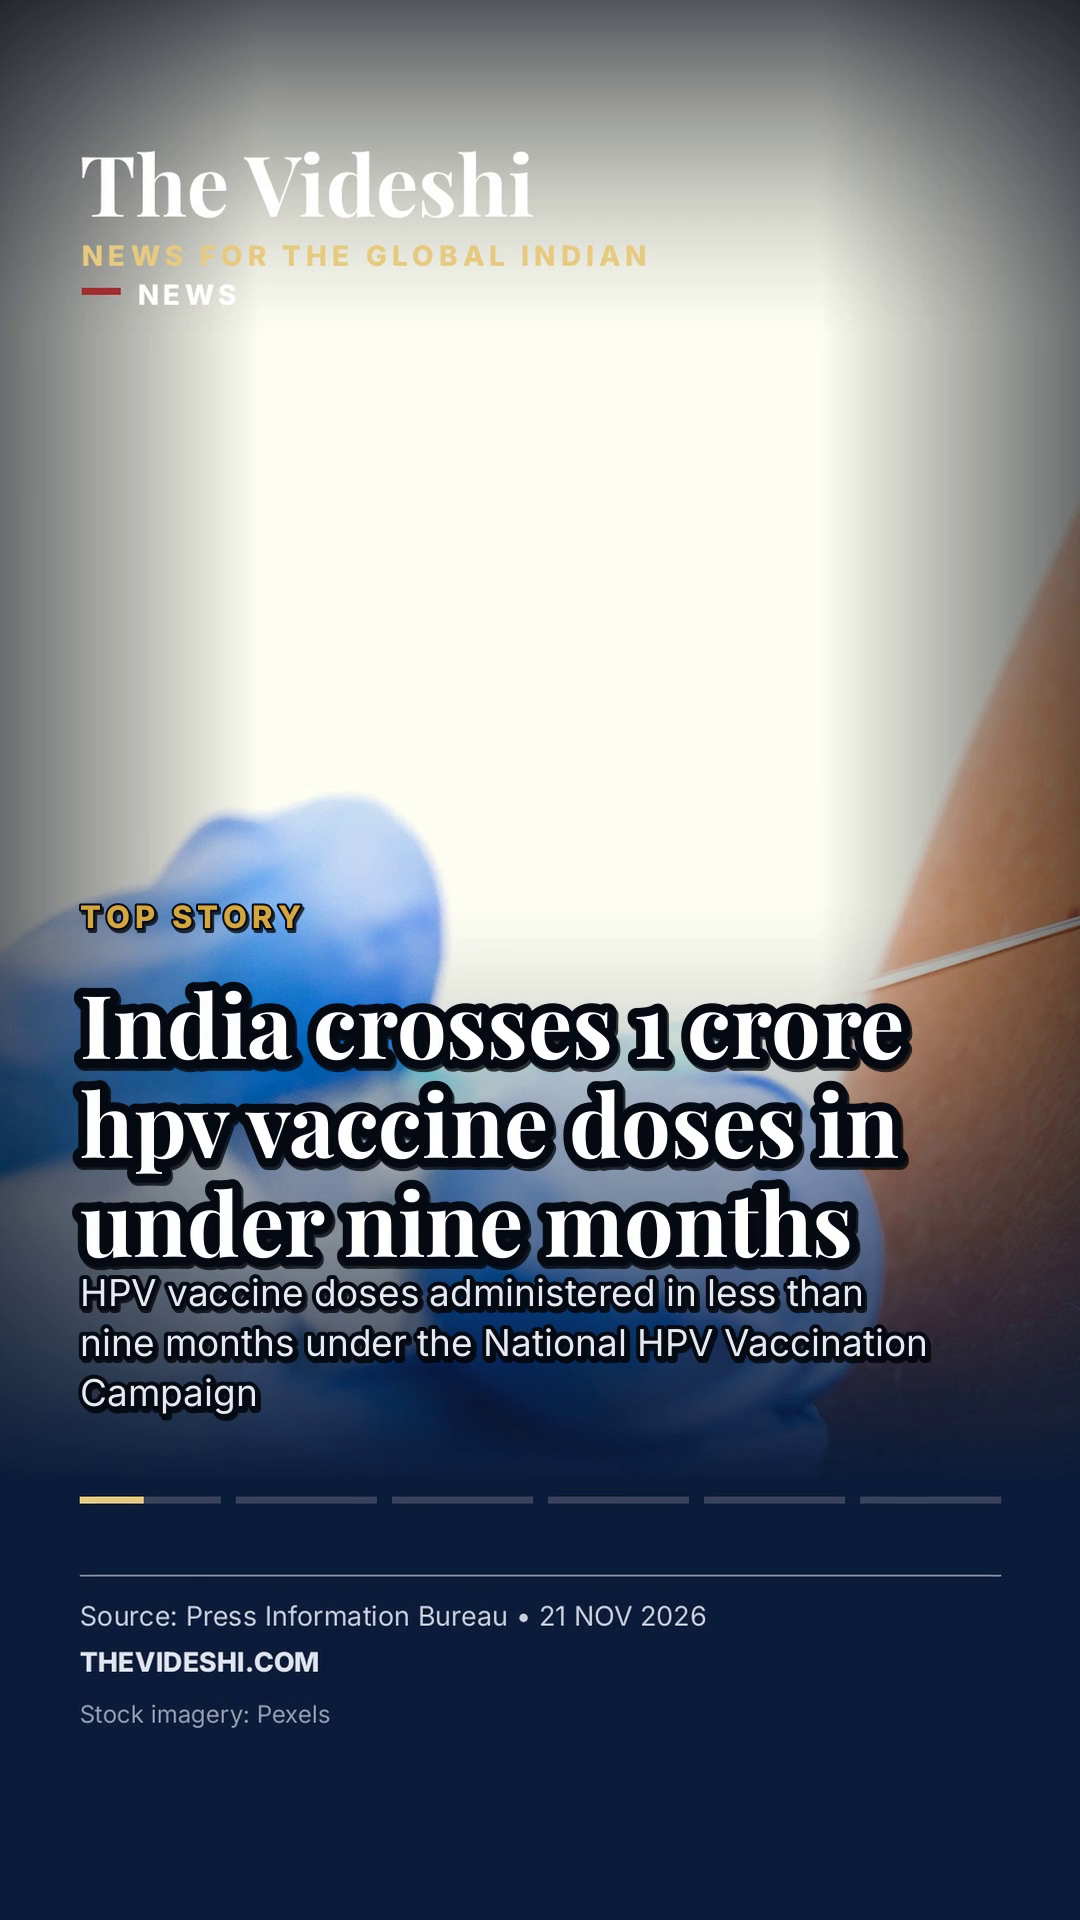 The Videshi
NEWS FOR THE GLOBAL INDIAN
NEWS
TOP STORY
India crosses 1 crore
hpv vaccine doses in
under nine months
HPV vaccine doses administered in less than
nine months under the National HPV Vaccination
Campaign
Source: Press Information Bureau • 21 NOV 2026
THEVIDESHI.COM
Stock imagery: Pexels